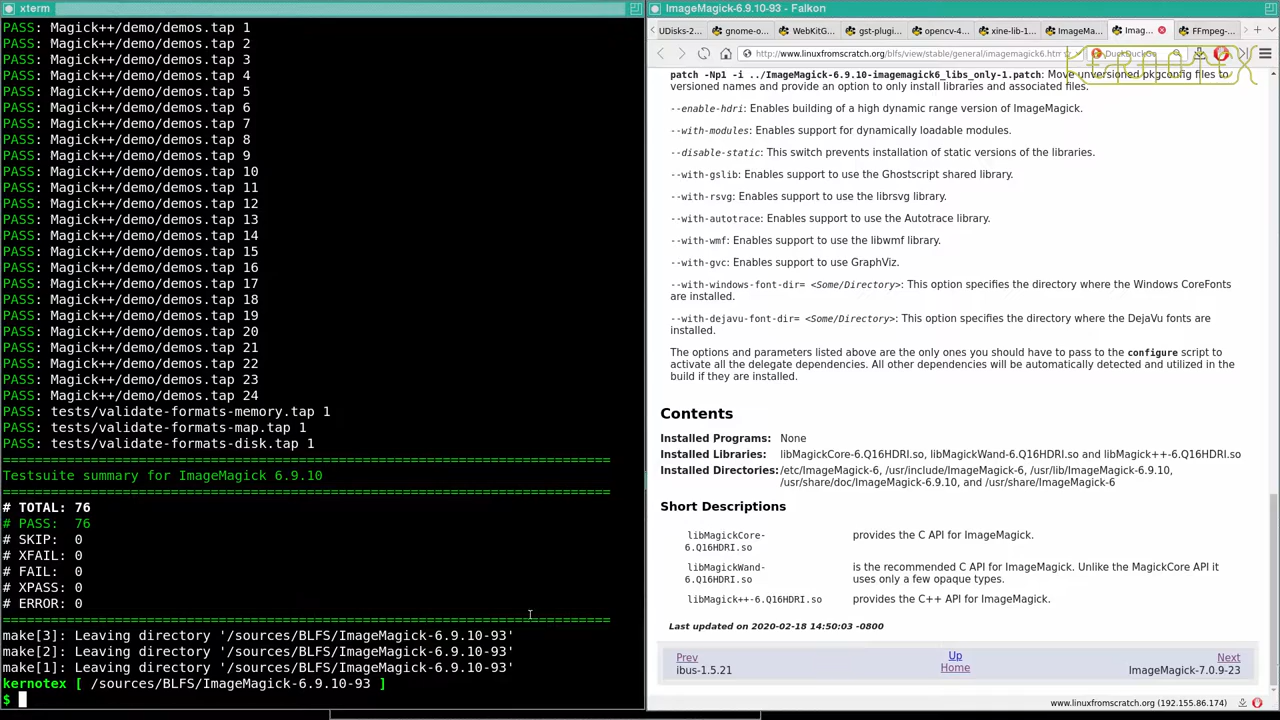 xterm
PASS: Magick++/demo/demos.tap 1
PASS: Magick++/demo/demos.tap 2
PASS: Magick++/demo/demos.tap 3
PASS: Magick++/demo/demos.tap 4
PASS: Magick++/demo/demos.tap 5
PASS: Magick++/demo/demos.tap 6
PASS: Magick++/demo/demos.tap 7
PASS: Magick++/demo/demos.tap 8
PASS: Magick++/demo/demos.tap 9
PASS: Magick++/demo/demos.tap 10
PASS: Magick++/demo/demos.tap 11
PASS: Magick++/demo/demos.tap 12
PASS: Magick++/demo/demos.tap 13
PASS: Magick++/demo/demos.tap 14
PASS: Magick++/demo/demos.tap 15
PASS: Magick++/demo/demos.tap 16
PASS: Magick++/demo/demos.tap 17
PASS: Magick++/demo/demos.tap 18
PASS: Magick++/demo/demos.tap 19
PASS: Magick++/demo/demos.tap 20
PASS: Magick++/demo/demos.tap 21
PASS: Magick++/demo/demos.tap 22
PASS: Magick++/demo/demos.tap 23
PASS: Magick++/demo/demos.tap 24
PASS: tests/validate-formats-memory.tap 1
PASS: tests/validate-formats-map.tap 1
PASS: tests/validate-formats-disk.tap 1
============================================================================
Testsuite summary for ImageMagick 6.9.10
============================================================================
# TOTAL: 76
# PASS:  76
# SKIP:  0
# XFAIL: 0
# FAIL:  0
# XPASS: 0
# ERROR: 0
============================================================================
make[3]: Leaving directory '/sources/BLFS/ImageMagick-6.9.10-93'
make[2]: Leaving directory '/sources/BLFS/ImageMagick-6.9.10-93'
make[1]: Leaving directory '/sources/BLFS/ImageMagick-6.9.10-93'
kernotex [ /sources/BLFS/ImageMagick-6.9.10-93 ]
$
ImageMagick-6.9.10-93 - Falkon
UDisks-2... gnome-o... WebKitG... gst-plugi... opencv-4... xine-lib-1... ImageMa... Imag... FFmpeg-...
http://www.linuxfromscratch.org/blfs/view/stable/general/imagemagick6.htm DuckDuckGo
KERNOTEX
patch -Np1 -i ../ImageMagick-6.9.10-imagemagick6_libs_only-1.patch: Move unversioned pkgconfig files to
versioned names and provide an option to only install libraries and associated files.
--enable-hdri: Enables building of a high dynamic range version of ImageMagick.
--with-modules: Enables support for dynamically loadable modules.
--disable-static: This switch prevents installation of static versions of the libraries.
--with-gslib: Enables support to use the Ghostscript shared library.
--with-rsvg: Enables support to use the librsvg library.
--with-autotrace: Enables support to use the Autotrace library.
--with-wmf: Enables support to use the libwmf library.
--with-gvc: Enables support to use GraphViz.
--with-windows-font-dir= <Some/Directory>: This option specifies the directory where the Windows CoreFonts
are installed.
--with-dejavu-font-dir= <Some/Directory>: This option specifies the directory where the DejaVu fonts are
installed.
The options and parameters listed above are the only ones you should have to pass to the configure script to
activate all the delegate dependencies. All other dependencies will be automatically detected and utilized in the
build if they are installed.
Contents
Installed Programs: None
Installed Libraries: libMagickCore-6.Q16HDRI.so, libMagickWand-6.Q16HDRI.so and libMagick++-6.Q16HDRI.so
Installed Directories: /etc/ImageMagick-6, /usr/include/ImageMagick-6, /usr/lib/ImageMagick-6.9.10,
/usr/share/doc/ImageMagick-6.9.10, and /usr/share/ImageMagick-6
Short Descriptions
libMagickCore-
6.Q16HDRI.so
provides the C API for ImageMagick.
libMagickWand-
6.Q16HDRI.so
is the recommended C API for ImageMagick. Unlike the MagickCore API it
uses only a few opaque types.
libMagick++-6.Q16HDRI.so provides the C++ API for ImageMagick.
Last updated on 2020-02-18 14:50:03 -0800
Prev Up Next
ibus-1.5.21 Home ImageMagick-7.0.9-23
www.linuxfromscratch.org (192.155.86.174)